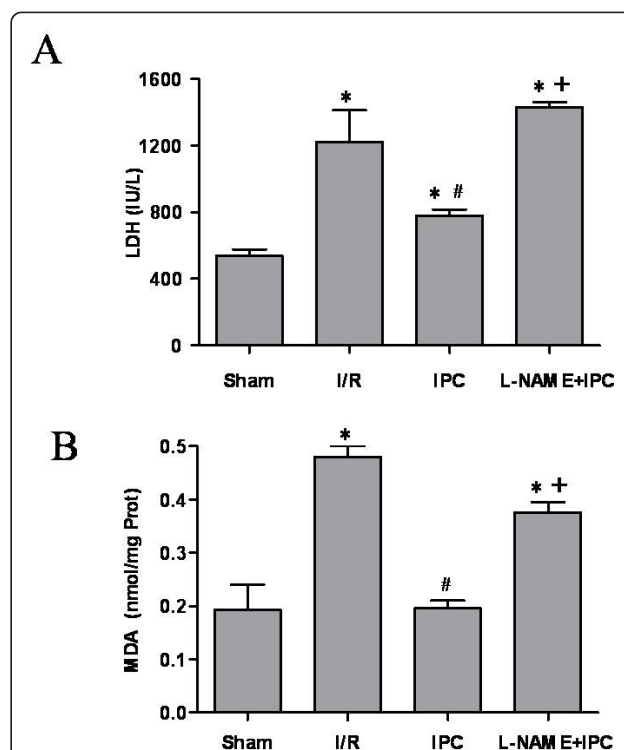 A
LDH (IU/L)
1600
1200
800
400
0
*
* #
* +
Sham I/R IPC L-NAME+IPC
B
MDA (nmol/mg Prot)
0.5
0.4
0.3
0.2
0.1
0.0
*
#
* +
Sham I/R IPC L-NAME+IPC